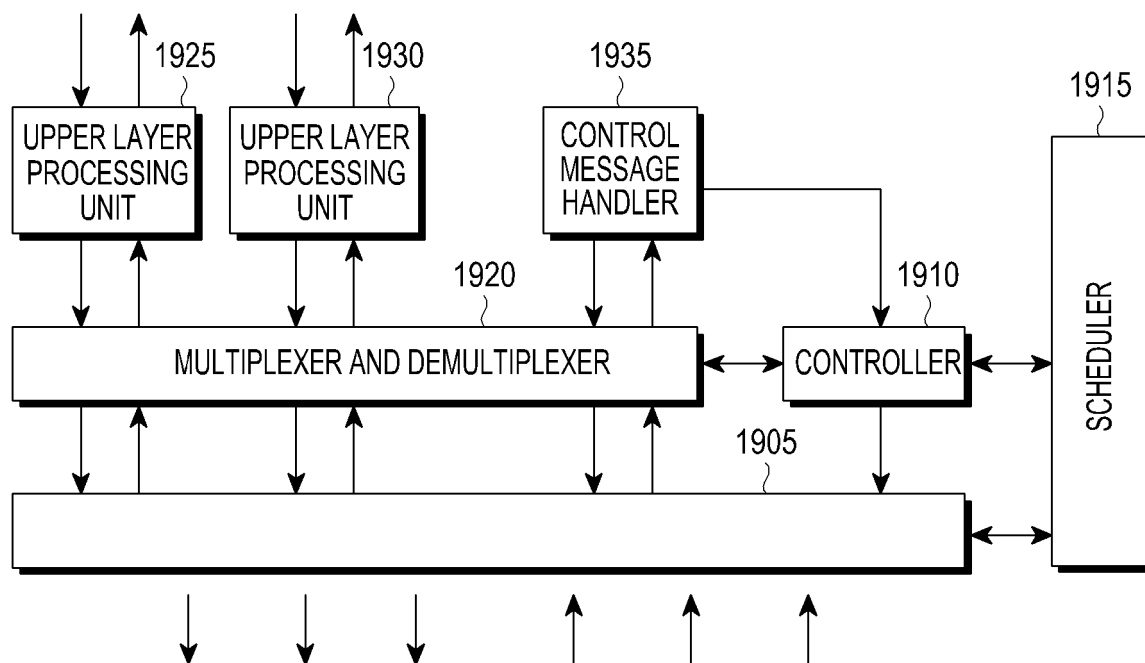 1925
1930
1935
1915
UPPER LAYER
PROCESSING
UNIT
UPPER LAYER
PROCESSING
UNIT
CONTROL
MESSAGE
HANDLER
1920
1910
MULTIPLEXER AND DEMULTIPLEXER
CONTROLLER
SCHEDULER
1905